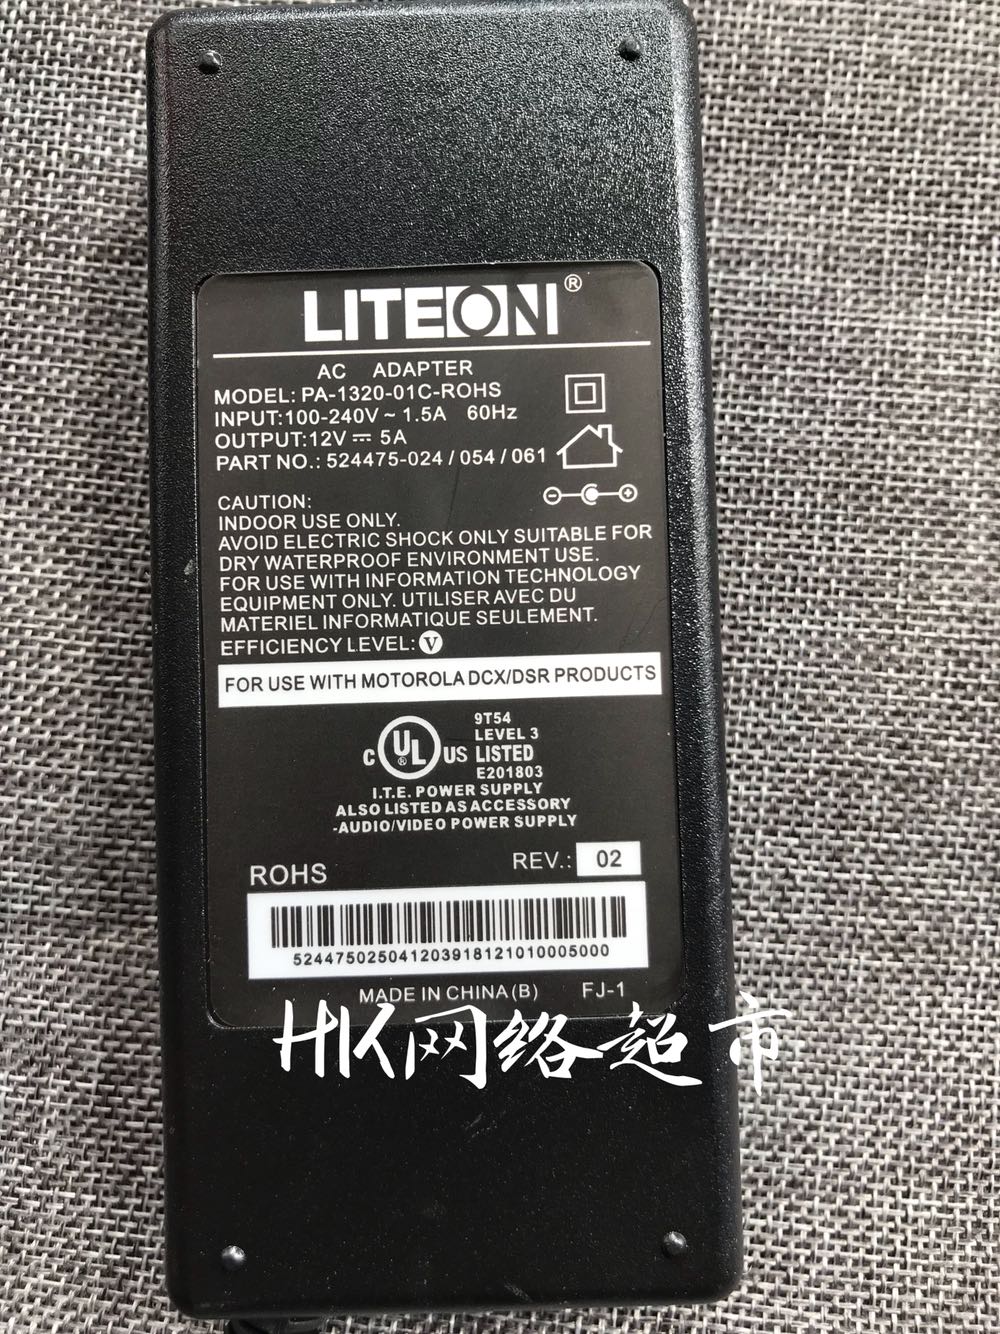 LITEON®
AC ADAPTER
MODEL: PA-1320-01C-ROHS
INPUT:100-240V ~ 1.5A 60Hz
OUTPUT:12V ⎓ 5A
PART NO.: 524475-024 / 054 / 061
CAUTION:
INDOOR USE ONLY.
AVOID ELECTRIC SHOCK ONLY SUITABLE FOR
DRY WATERPROOF ENVIRONMENT USE.
FOR USE WITH INFORMATION TECHNOLOGY
EQUIPMENT ONLY. UTILISER AVEC DU
MATERIEL INFORMATIQUE SEULEMENT.
EFFICIENCY LEVEL: V
FOR USE WITH MOTOROLA DCX/DSR PRODUCTS
9T54
LEVEL 3
c UL® US LISTED
E201803
I.T.E. POWER SUPPLY
ALSO LISTED AS ACCESSORY
-AUDIO/VIDEO POWER SUPPLY
REV.: 02
ROHS
5244750250412039181210100050​00
MADE IN CHINA (B) FJ-1
HK网络超市